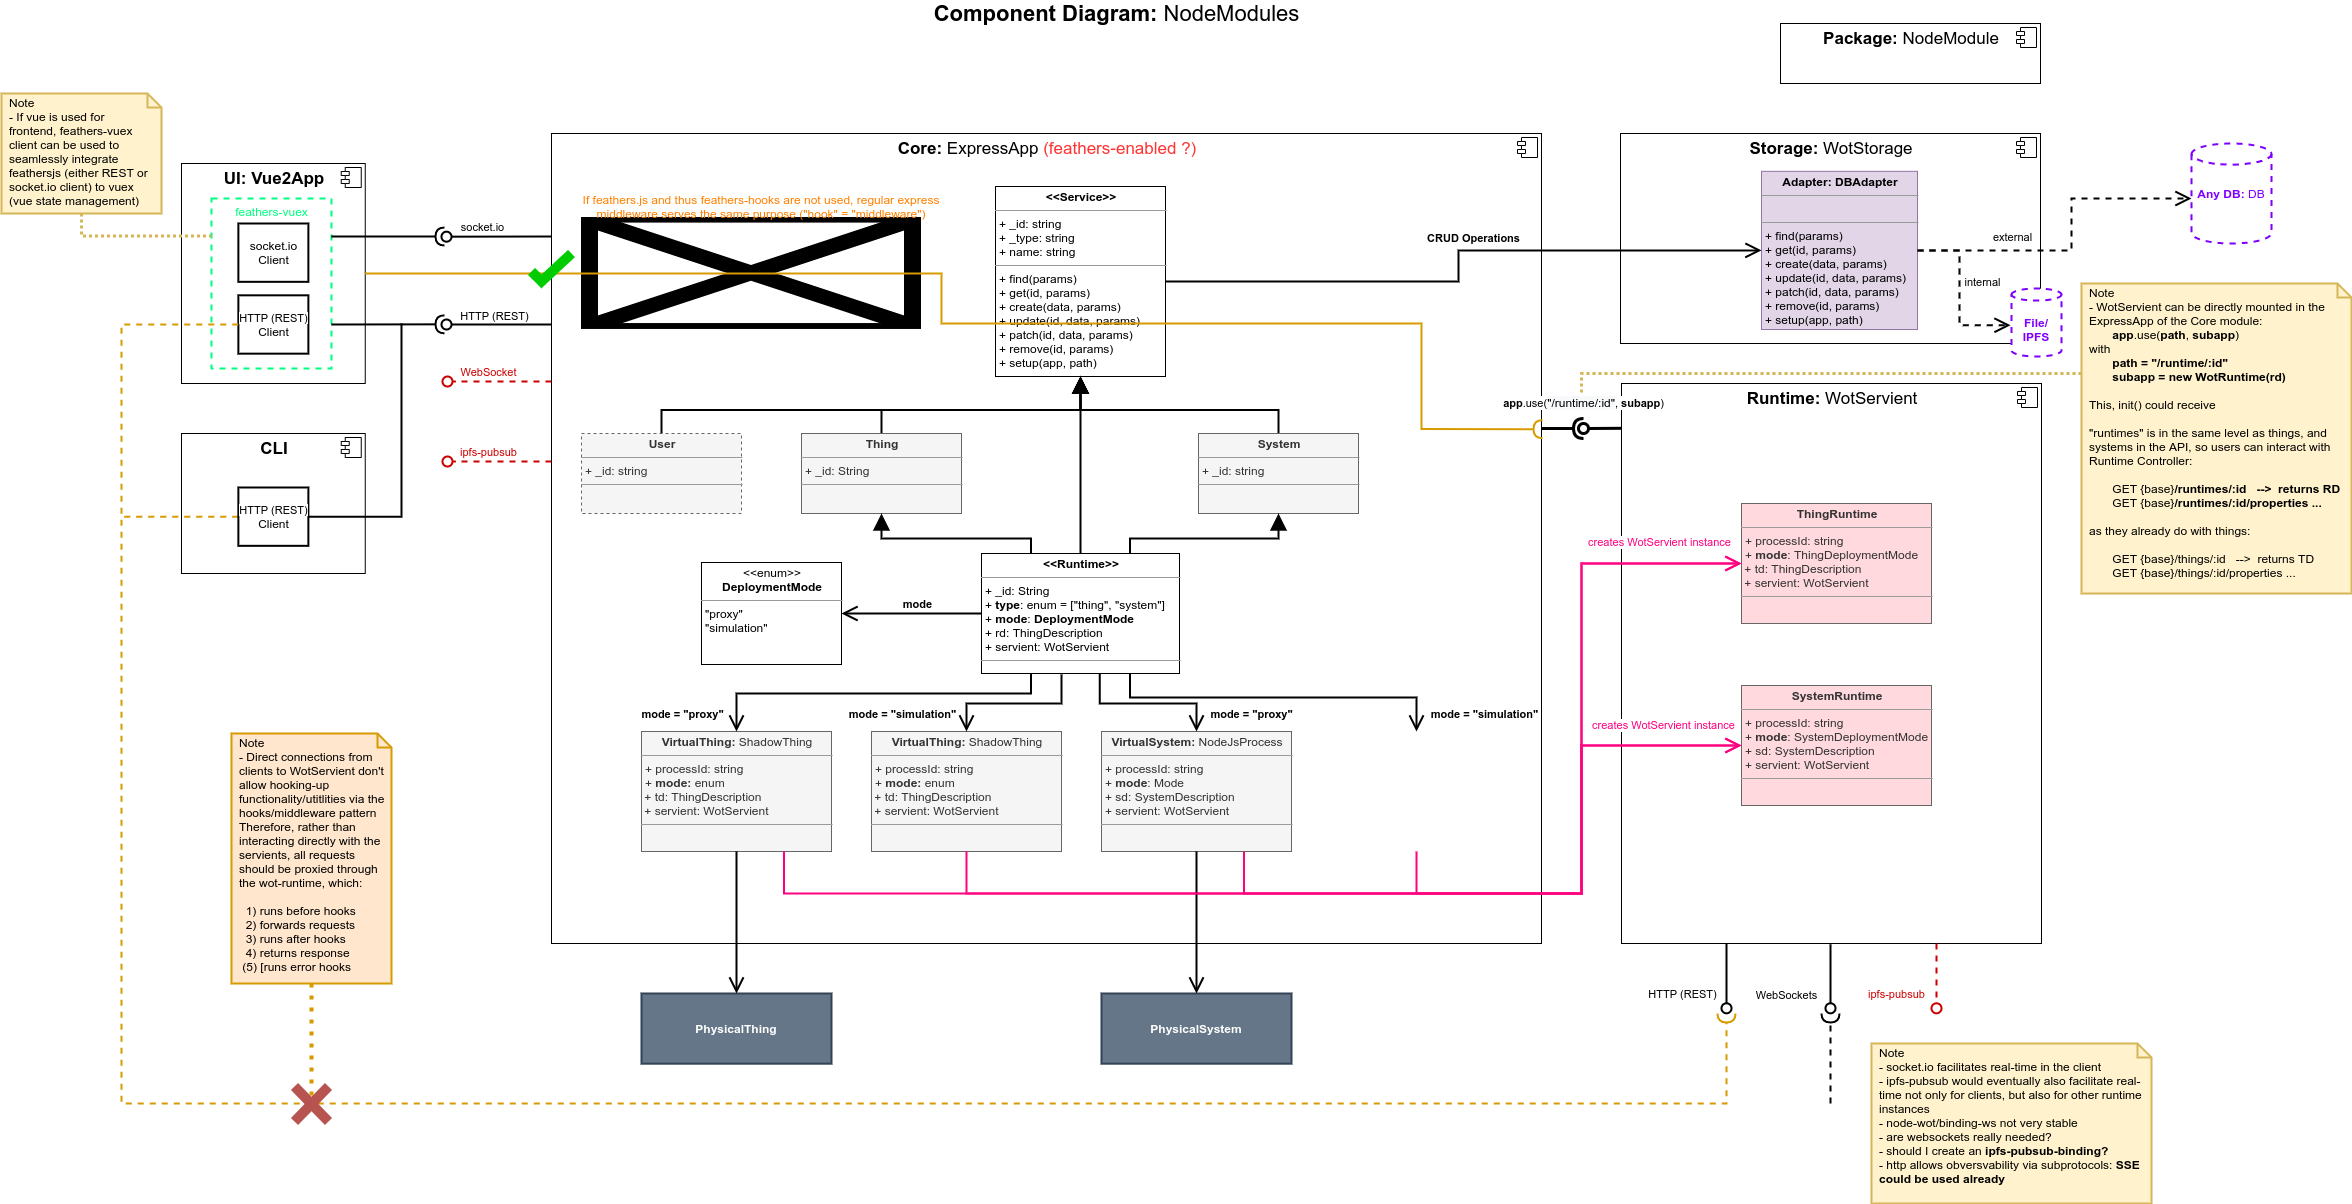 Component Diagram: NodeModules
Package: NodeModule
Note
- If vue is used for
frontend, feathers-vuex
client can be used to
seamlessly integrate
feathersjs (either REST or
socket.io client) to vuex
(vue state management)
UI: Vue2App
feathers-vuex
socket.io
Client
HTTP (REST)
Client
CLI
HTTP (REST)
Client
socket.io
HTTP (REST)
WebSocket
ipfs-pubsub
Core: ExpressApp (feathers-enabled ?)
If feathers.js and thus feathers-hooks are not used, regular express
middleware serves the same purpose ("hook" = "middleware")
<<Service>>
+ _id: string
+ _type: string
+ name: string
+ find(params)
+ get(id, params)
+ create(data, params)
+ update(id, data, params)
+ patch(id, data, params)
+ remove(id, params)
+ setup(app, path)
CRUD Operations
User
+ _id: string
Thing
+ _id: String
System
+ _id: string
<<enum>>
DeploymentMode
"proxy"
"simulation"
mode
<<Runtime>>
+ _id: String
+ type: enum = ["thing", "system"]
+ mode: DeploymentMode
+ rd: ThingDescription
+ servient: WotServient
mode = "proxy"
mode = "simulation"
mode = "proxy"
mode = "simulation"
VirtualThing: ShadowThing
+ processId: string
+ mode: enum
+ td: ThingDescription
+ servient: WotServient
VirtualThing: ShadowThing
+ processId: string
+ mode: enum
+ td: ThingDescription
+ servient: WotServient
VirtualSystem: NodeJsProcess
+ processId: string
+ mode: Mode
+ sd: SystemDescription
+ servient: WotServient
PhysicalThing
PhysicalSystem
Storage: WotStorage
Adapter: DBAdapter
+ find(params)
+ get(id, params)
+ create(data, params)
+ update(id, data, params)
+ patch(id, data, params)
+ remove(id, params)
+ setup(app, path)
external
internal
Any DB: DB
File/
IPFS
app.use("/runtime/:id", subapp)
Runtime: WotServient
creates WotServient instance
ThingRuntime
+ processId: string
+ mode: ThingDeploymentMode
+ td: ThingDescription
+ servient: WotServient
creates WotServient instance
SystemRuntime
+ processId: string
+ mode: SystemDeploymentMode
+ sd: SystemDescription
+ servient: WotServient
HTTP (REST)
WebSockets
ipfs-pubsub
Note
- WotServient can be directly mounted in the
ExpressApp of the Core module:
app.use(path, subapp)
with
path = "/runtime/:id"
subapp = new WotRuntime(rd)
This, init() could receive
"runtimes" is in the same level as things, and
systems in the API, so users can interact with
Runtime Controller:
GET {base}/runtimes/:id --> returns RD
GET {base}/runtimes/:id/properties ...
as they already do with things:
GET {base}/things/:id --> returns TD
GET {base}/things/:id/properties ...
Note
- Direct connections from
clients to WotServient don't
allow hooking-up
functionality/utitlities via the
hooks/middleware pattern
Therefore, rather than
interacting directly with the
servients, all requests
should be proxied through
the wot-runtime, which:
1) runs before hooks
2) forwards requests
3) runs after hooks
4) returns response
(5) [runs error hooks
Note
- socket.io facilitates real-time in the client
- ipfs-pubsub would eventually also facilitate real-
time not only for clients, but also for other runtime
instances
- node-wot/binding-ws not very stable
- are websockets really needed?
- should I create an ipfs-pubsub-binding?
- http allows obversvability via subprotocols: SSE
could be used already